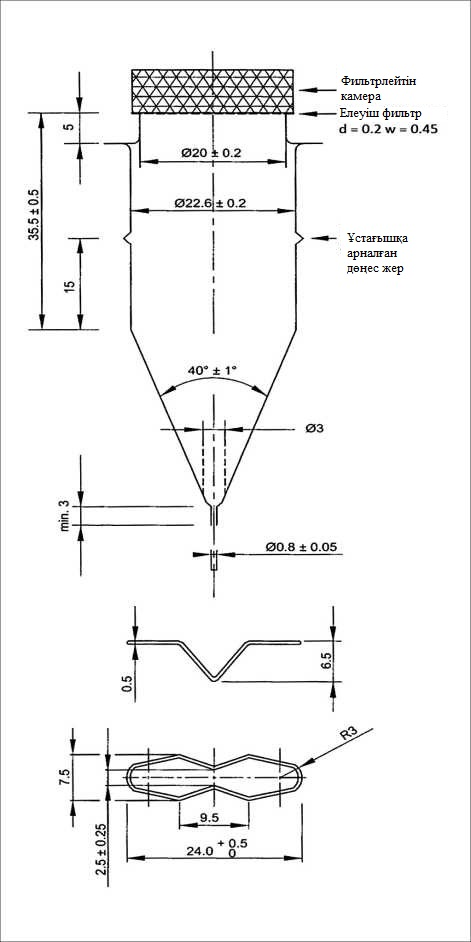 Фильтрлейтін
камера
Елеуіш фильтр
d = 0.2 w = 0.45
5
Ø20 ± 0.2
35.5 ± 0.5
Ø22.6 ± 0.2
Ұстағышқа
арналған
дөңес жер
15
40° ± 1°
Ø3
min. 3
Ø0.8 ± 0.05
0.5
6.5
R3
7.5
2.5 ± 0.25
9.5
24.0 + 0.5
0